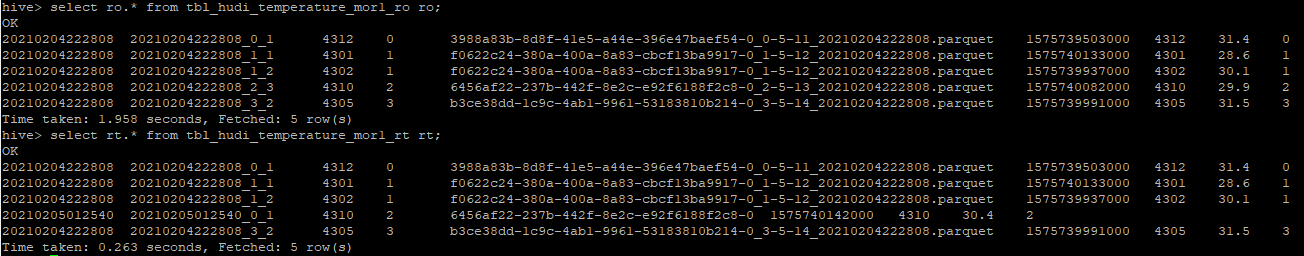 hive> select ro.* from tbl_hudi_temperature_mor1_ro ro;
OK
20210204222808 20210204222808_0_1 4312 0 3988a83b-8d8f-41e5-a44e-396e47baef54-0_0-5-11_20210204222808.parquet 1575739503000 4312 31.4 0
20210204222808 20210204222808_1_1 4301 1 f0622c24-380a-400a-8a83-cbcf13ba9917-0_1-5-12_20210204222808.parquet 1575740133000 4301 28.6 1
20210204222808 20210204222808_1_2 4302 1 f0622c24-380a-400a-8a83-cbcf13ba9917-0_1-5-12_20210204222808.parquet 1575739937000 4302 30.1 1
20210204222808 20210204222808_2_3 4310 2 6456af22-237b-442f-8e2c-e92f6188f2c8-0_2-5-13_20210204222808.parquet 1575740082000 4310 29.9 2
20210204222808 20210204222808_3_2 4305 3 b3ce38dd-1c9c-4ab1-9961-53183810b214-0_3-5-14_20210204222808.parquet 1575739991000 4305 31.5 3
Time taken: 1.958 seconds, Fetched: 5 row(s)
hive> select rt.* from tbl_hudi_temperature_mor1_rt rt;
OK
20210204222808 20210204222808_0_1 4312 0 3988a83b-8d8f-41e5-a44e-396e47baef54-0_0-5-11_20210204222808.parquet 1575739503000 4312 31.4 0
20210204222808 20210204222808_1_1 4301 1 f0622c24-380a-400a-8a83-cbcf13ba9917-0_1-5-12_20210204222808.parquet 1575740133000 4301 28.6 1
20210204222808 20210204222808_1_2 4302 1 f0622c24-380a-400a-8a83-cbcf13ba9917-0_1-5-12_20210204222808.parquet 1575739937000 4302 30.1 1
20210205012540 20210205012540_0_1 4310 2 6456af22-237b-442f-8e2c-e92f6188f2c8-0 1575740142000 4310 30.4 2
20210204222808 20210204222808_3_2 4305 3 b3ce38dd-1c9c-4ab1-9961-53183810b214-0_3-5-14_20210204222808.parquet 1575739991000 4305 31.5 3
Time taken: 0.263 seconds, Fetched: 5 row(s)